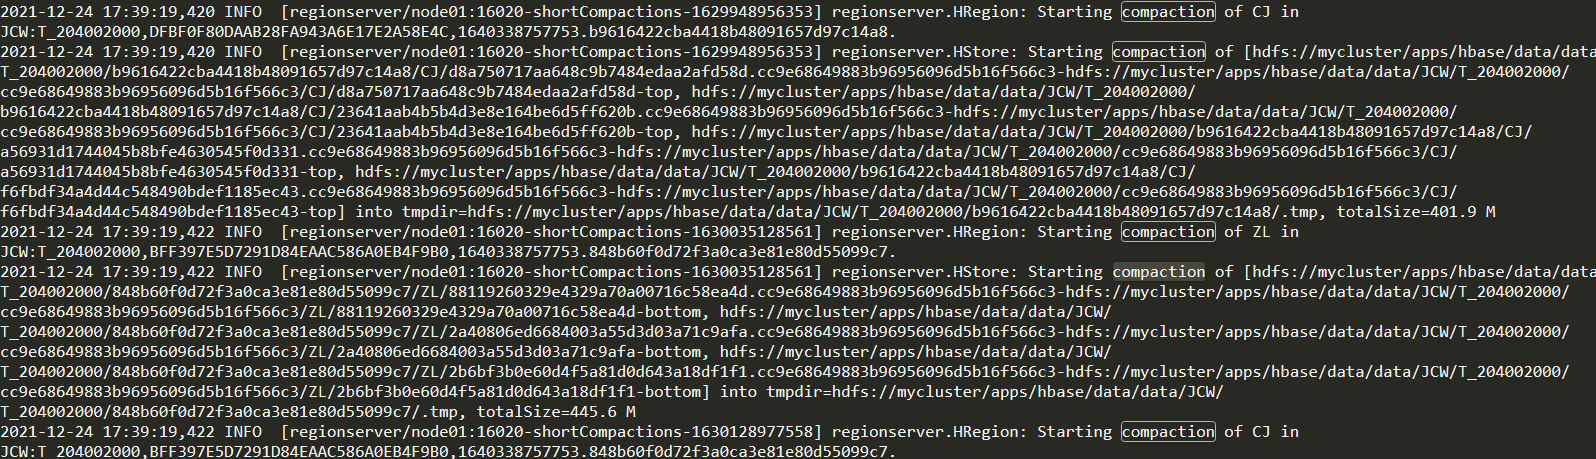 2021-12-24 17:39:19,420 INFO  [regionserver/node01:16020-shortCompactions-1629948956353] regionserver.HRegion: Starting compaction of CJ in
JCW:T_204002000,DFBF0F80DAAB28FA943A6E17E2A58E4C,1640338757753.b9616422cba4418b48091657d97c14a8.
2021-12-24 17:39:19,420 INFO  [regionserver/node01:16020-shortCompactions-1629948956353] regionserver.HStore: Starting compaction of [hdfs://mycluster/apps/hbase/data/data
T_204002000/b9616422cba4418b48091657d97c14a8/CJ/d8a750717aa648c9b7484edaa2afd58d.cc9e68649883b96956096d5b16f566c3-hdfs://mycluster/apps/hbase/data/data/JCW/T_204002000/
cc9e68649883b96956096d5b16f566c3/CJ/d8a750717aa648c9b7484edaa2afd58d-top, hdfs://mycluster/apps/hbase/data/data/JCW/T_204002000/
b9616422cba4418b48091657d97c14a8/CJ/23641aab4b5b4d3e8e164be6d5ff620b.cc9e68649883b96956096d5b16f566c3-hdfs://mycluster/apps/hbase/data/data/JCW/T_204002000/
cc9e68649883b96956096d5b16f566c3/CJ/23641aab4b5b4d3e8e164be6d5ff620b-top, hdfs://mycluster/apps/hbase/data/data/JCW/T_204002000/b9616422cba4418b48091657d97c14a8/CJ/
a56931d1744045b8bfe4630545f0d331.cc9e68649883b96956096d5b16f566c3-hdfs://mycluster/apps/hbase/data/data/JCW/T_204002000/cc9e68649883b96956096d5b16f566c3/CJ/
a56931d1744045b8bfe4630545f0d331-top, hdfs://mycluster/apps/hbase/data/data/JCW/T_204002000/b9616422cba4418b48091657d97c14a8/CJ/
f6fbdf34a4d44c548490bdef1185ec43.cc9e68649883b96956096d5b16f566c3-hdfs://mycluster/apps/hbase/data/data/JCW/T_204002000/cc9e68649883b96956096d5b16f566c3/CJ/
f6fbdf34a4d44c548490bdef1185ec43-top] into tmpdir=hdfs://mycluster/apps/hbase/data/data/JCW/T_204002000/b9616422cba4418b48091657d97c14a8/.tmp, totalSize=401.9 M
2021-12-24 17:39:19,422 INFO  [regionserver/node01:16020-shortCompactions-1630035128561] regionserver.HRegion: Starting compaction of ZL in
JCW:T_204002000,BFF397E5D7291D84EAAC586A0EB4F9B0,1640338757753.848b60f0d72f3a0ca3e81e80d55099c7.
2021-12-24 17:39:19,422 INFO  [regionserver/node01:16020-shortCompactions-1630035128561] regionserver.HStore: Starting compaction of [hdfs://mycluster/apps/hbase/data/data
T_204002000/848b60f0d72f3a0ca3e81e80d55099c7/ZL/88119260329e4329a70a00716c58ea4d.cc9e68649883b96956096d5b16f566c3-hdfs://mycluster/apps/hbase/data/data/JCW/T_204002000/
cc9e68649883b96956096d5b16f566c3/ZL/88119260329e4329a70a00716c58ea4d-bottom, hdfs://mycluster/apps/hbase/data/data/JCW/
T_204002000/848b60f0d72f3a0ca3e81e80d55099c7/ZL/2a40806ed6684003a55d3d03a71c9afa.cc9e68649883b96956096d5b16f566c3-hdfs://mycluster/apps/hbase/data/data/JCW/T_204002000/
cc9e68649883b96956096d5b16f566c3/ZL/2a40806ed6684003a55d3d03a71c9afa-bottom, hdfs://mycluster/apps/hbase/data/data/JCW/
T_204002000/848b60f0d72f3a0ca3e81e80d55099c7/ZL/2b6bf3b0e60d4f5a81d0d643a18df1f1.cc9e68649883b96956096d5b16f566c3-hdfs://mycluster/apps/hbase/data/data/JCW/T_204002000/
cc9e68649883b96956096d5b16f566c3/ZL/2b6bf3b0e60d4f5a81d0d643a18df1f1-bottom] into tmpdir=hdfs://mycluster/apps/hbase/data/data/JCW/
T_204002000/848b60f0d72f3a0ca3e81e80d55099c7/.tmp, totalSize=445.6 M
2021-12-24 17:39:19,422 INFO  [regionserver/node01:16020-shortCompactions-1630128977558] regionserver.HRegion: Starting compaction of CJ in
JCW:T_204002000,BFF397E5D7291D84EAAC586A0EB4F9B0,1640338757753.848b60f0d72f3a0ca3e81e80d55099c7.